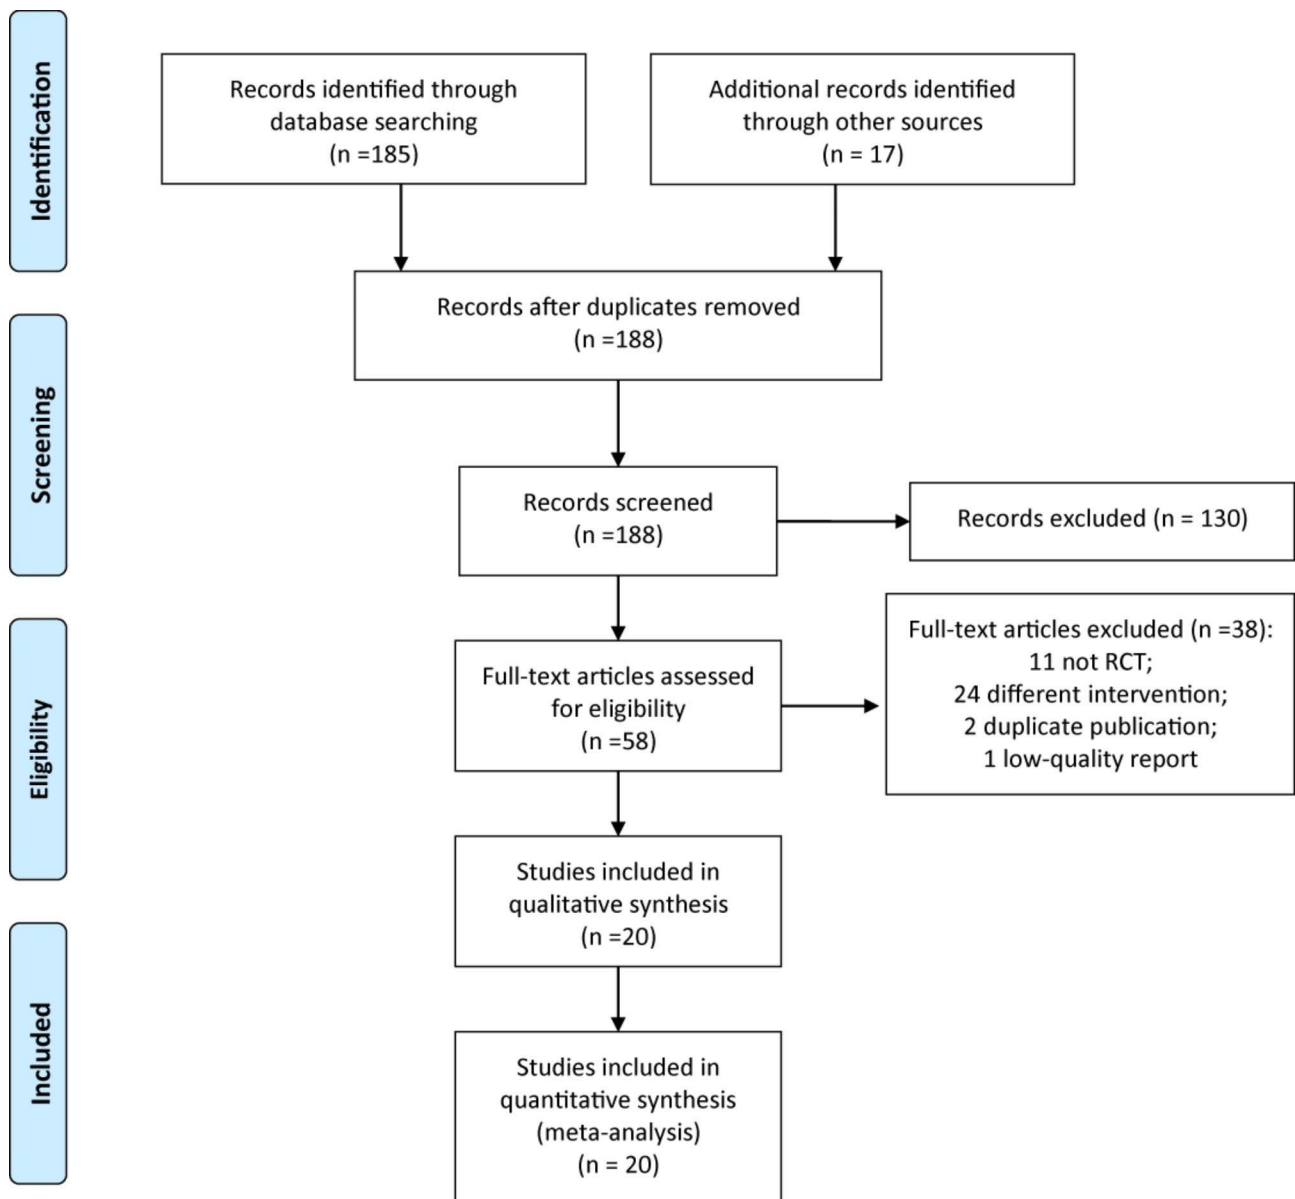 Identification
Records identified through
database searching
(n =185)
Additional records identified
through other sources
(n = 17)
Records after duplicates removed
(n =188)
Screening
Records screened
(n =188)
Records excluded (n = 130)
Eligibility
Full-text articles assessed
for eligibility
(n =58)
Full-text articles excluded (n =38):
11 not RCT;
24 different intervention;
2 duplicate publication;
1 low-quality report
Studies included in
qualitative synthesis
(n =20)
Included
Studies included in
quantitative synthesis
(meta-analysis)
(n = 20)